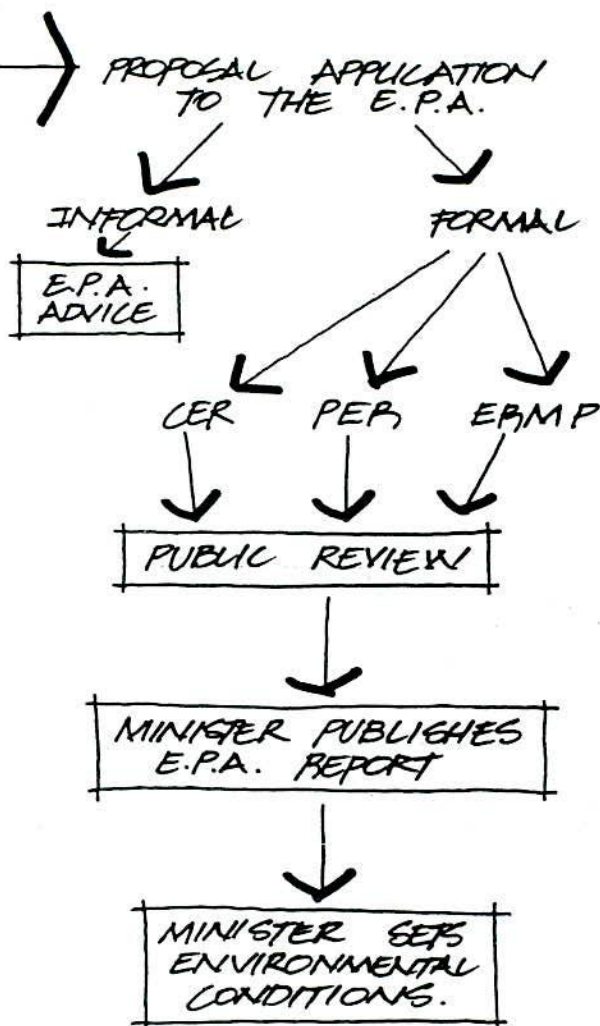 PROPOSAL APPLICATION
TO THE E.P.A.
INFORMAL FORMAL
E.P.A.
ADVICE
CER PER ERMP
PUBLIC REVIEW
MINISTER PUBLISHES
E.P.A. REPORT
MINISTER SETS
ENVIRONMENTAL
CONDITIONS.